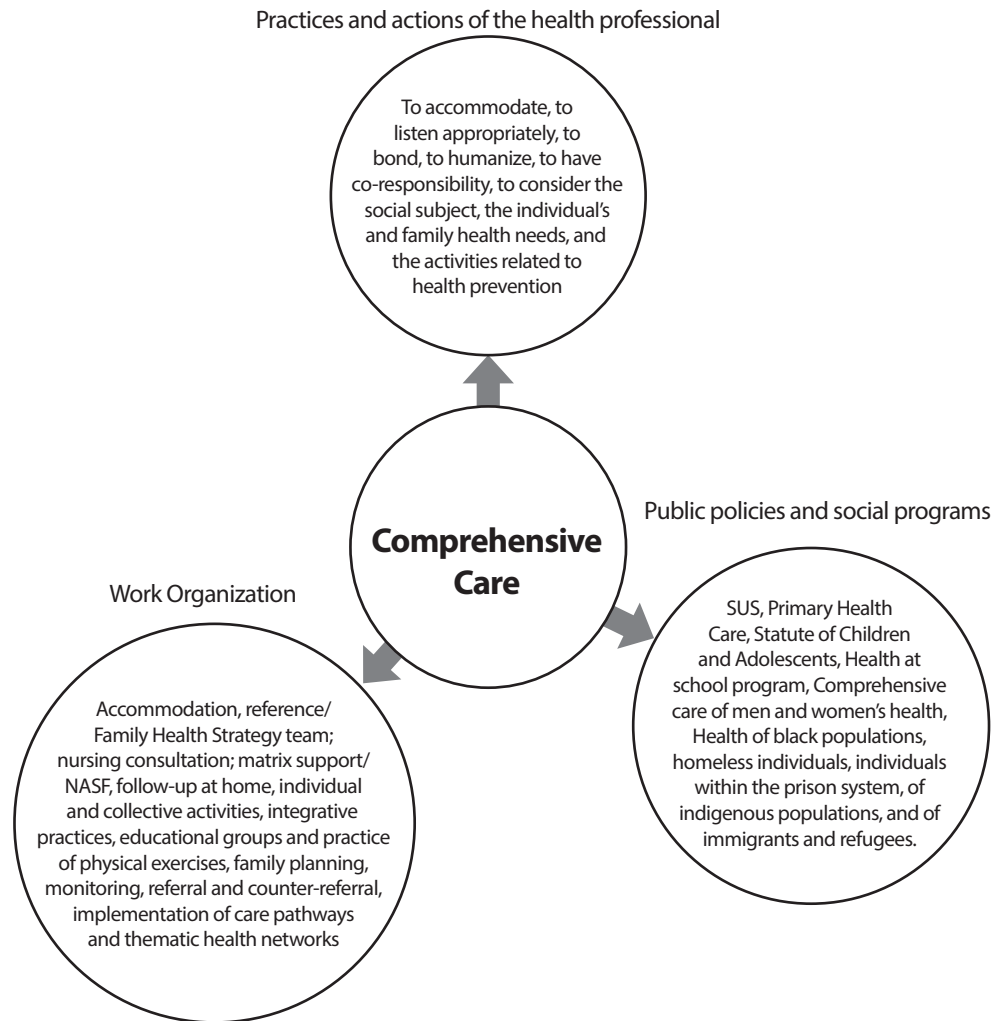 Practices and actions of the health professional
To accommodate, to
listen appropriately, to
bond, to humanize, to have
co-responsibility, to consider the
social subject, the individual's
and family health needs, and
the activities related to
health prevention
Comprehensive
Care
Public policies and social programs
SUS, Primary Health
Care, Statute of Children
and Adolescents, Health at
school program, Comprehensive
care of men and women's health,
Health of black populations,
homeless individuals, individuals
within the prison system, of
indigenous populations, and of
immigrants and refugees.
Work Organization
Accommodation, reference/
Family Health Strategy team;
nursing consultation; matrix support/
NASF, follow-up at home, individual
and collective activities, integrative
practices, educational groups and practice
of physical exercises, family planning,
monitoring, referral and counter-referral,
implementation of care pathways
and thematic health networks